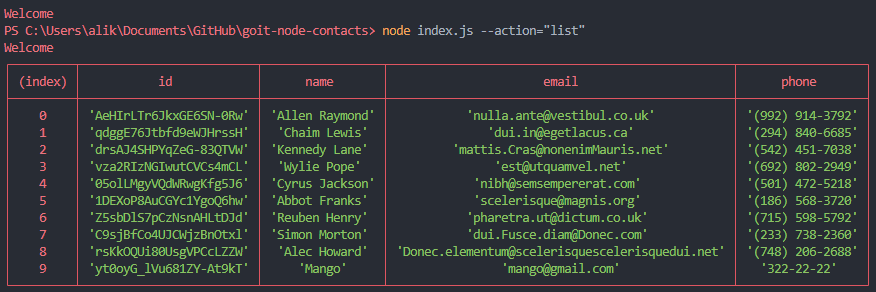 Welcome
PS C:\Users\alik\Documents\GitHub\goit-node-contacts> node index.js --action="list"
Welcome
(index) id name email phone
0 'AeHIrLTr6JkxGE6SN-0Rw' 'Allen Raymond' 'nulla.ante@vestibul.co.uk' '(992) 914-3792'
1 'qdggE76Jtbfd9eWJHrssH' 'Chaim Lewis' 'dui.in@egetlacus.ca' '(294) 840-6685'
2 'drsAJ4SHPYqZeG-83QTVW' 'Kennedy Lane' 'mattis.Cras@nonenimMauris.net' '(542) 451-7038'
3 'vza2RIzNGIwutCVCs4mCL' 'Wylie Pope' 'est@utquamvel.net' '(692) 802-2949'
4 '05olLMgyVQdWRwgKfg5J6' 'Cyrus Jackson' 'nibh@semsempererat.com' '(501) 472-5218'
5 '1DEXoP8AuCGYc1YgoQ6hw' 'Abbot Franks' 'scelerisque@magnis.org' '(186) 568-3720'
6 'Z5sbDlS7pCzNsnAHLtDJd' 'Reuben Henry' 'pharetra.ut@dictum.co.uk' '(715) 598-5792'
7 'C9sjBfCo4UJCWjzBnOtxl' 'Simon Morton' 'dui.Fusce.diam@Donec.com' '(233) 738-2360'
8 'rsKkOQUi80UsgVPCcLZZW' 'Alec Howard' 'Donec.elementum@scelerisquescelerisquedui.net' '(748) 206-2688'
9 'yt0oyG_lVu681ZY-At9kT' 'Mango' 'mango@gmail.com' '322-22-22'